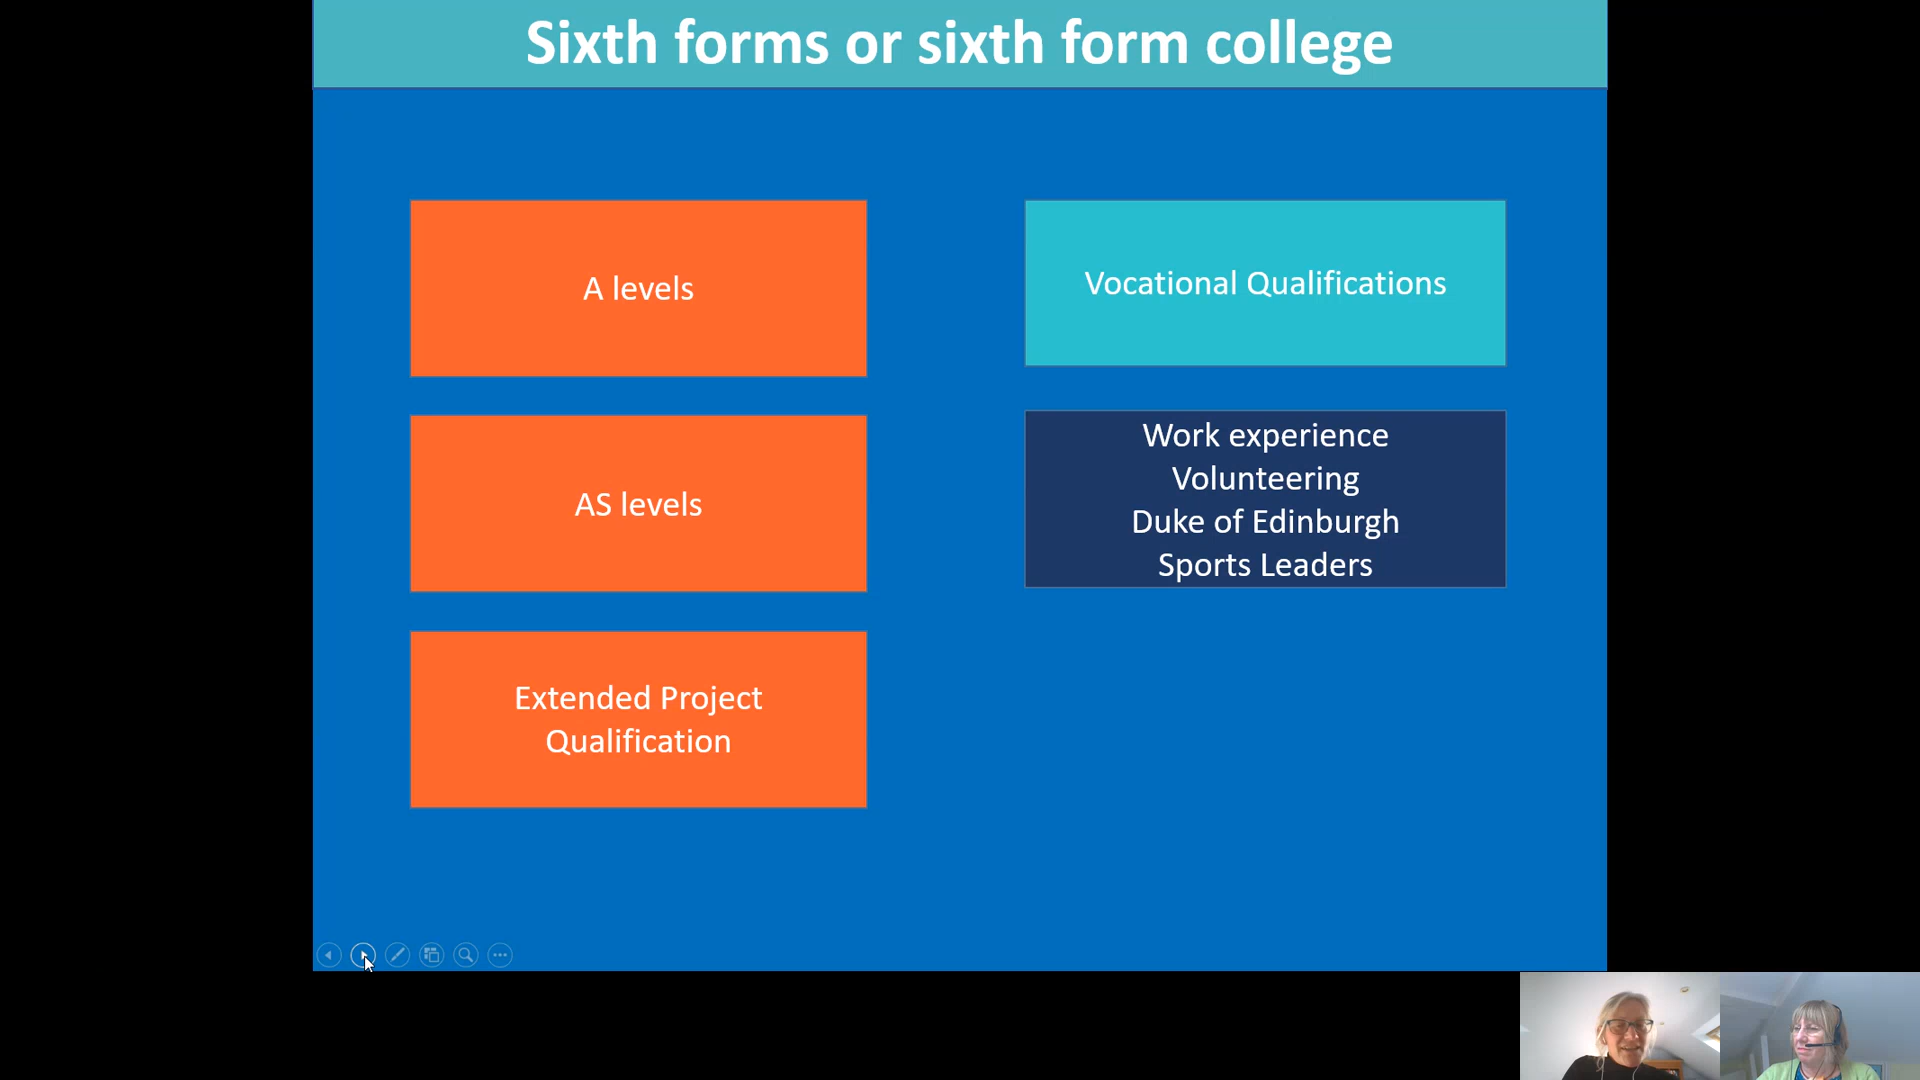 Sixth forms or sixth form college
A levels
AS levels
Extended Project
Qualification
Vocational Qualifications
Work experience
Volunteering
Duke of Edinburgh
Sports Leaders